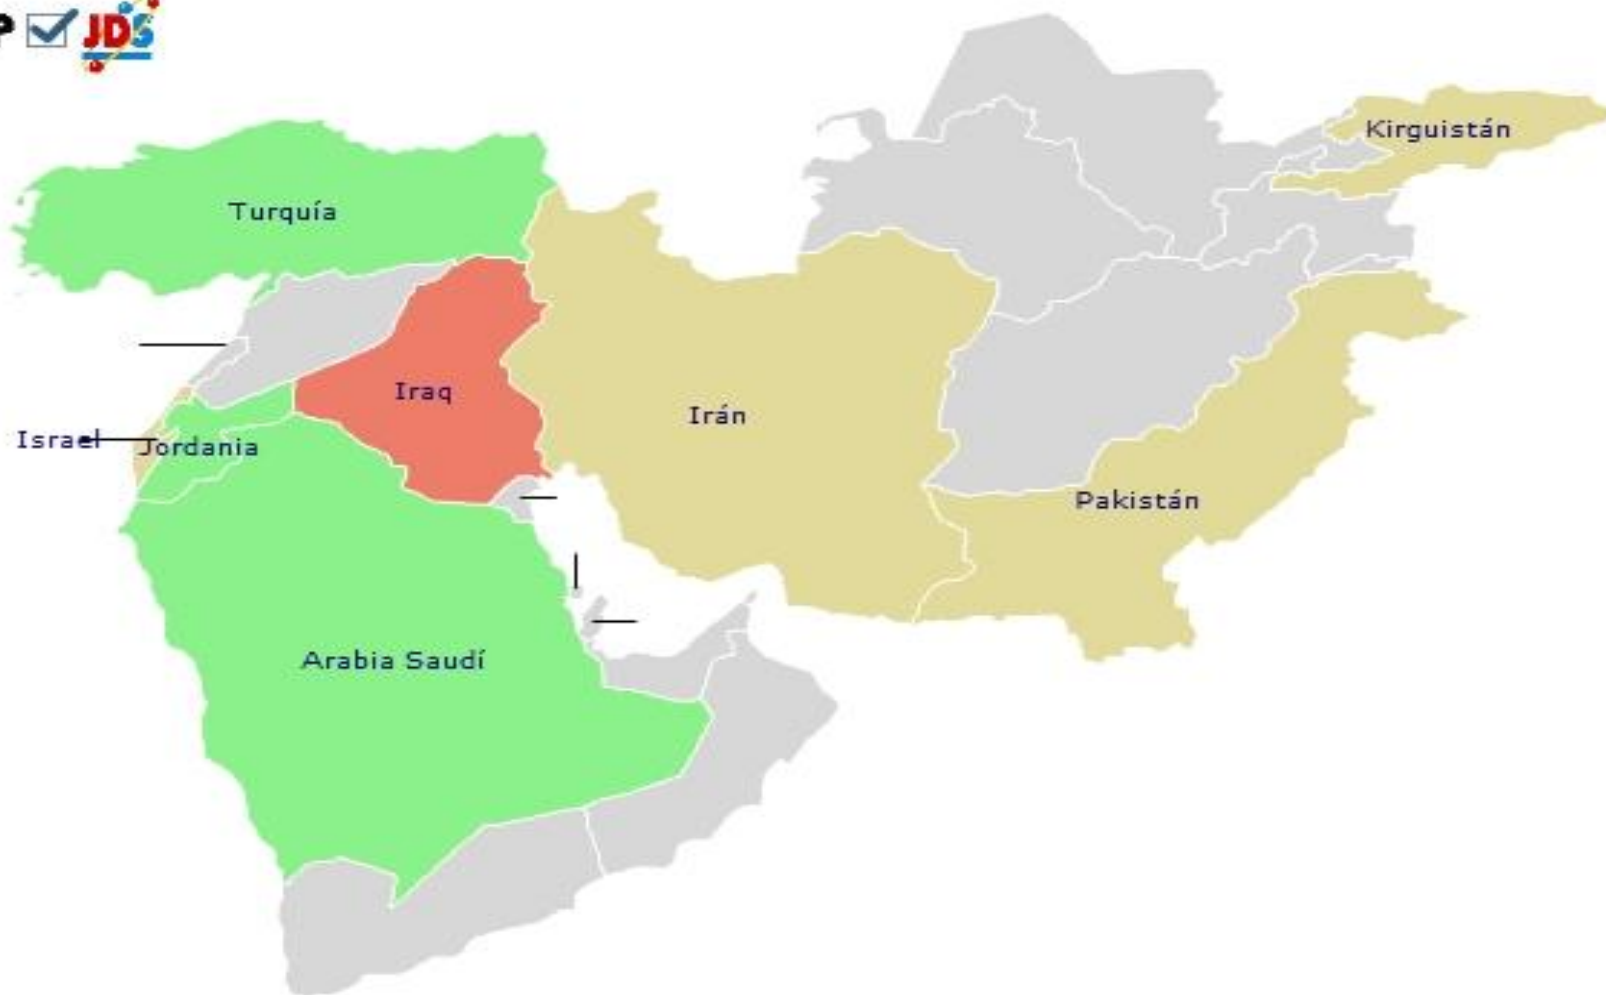 JDS
Kirguistán
Turquía
Iraq
Irán
Israel
Jordania
Pakistán
Arabia Saudí